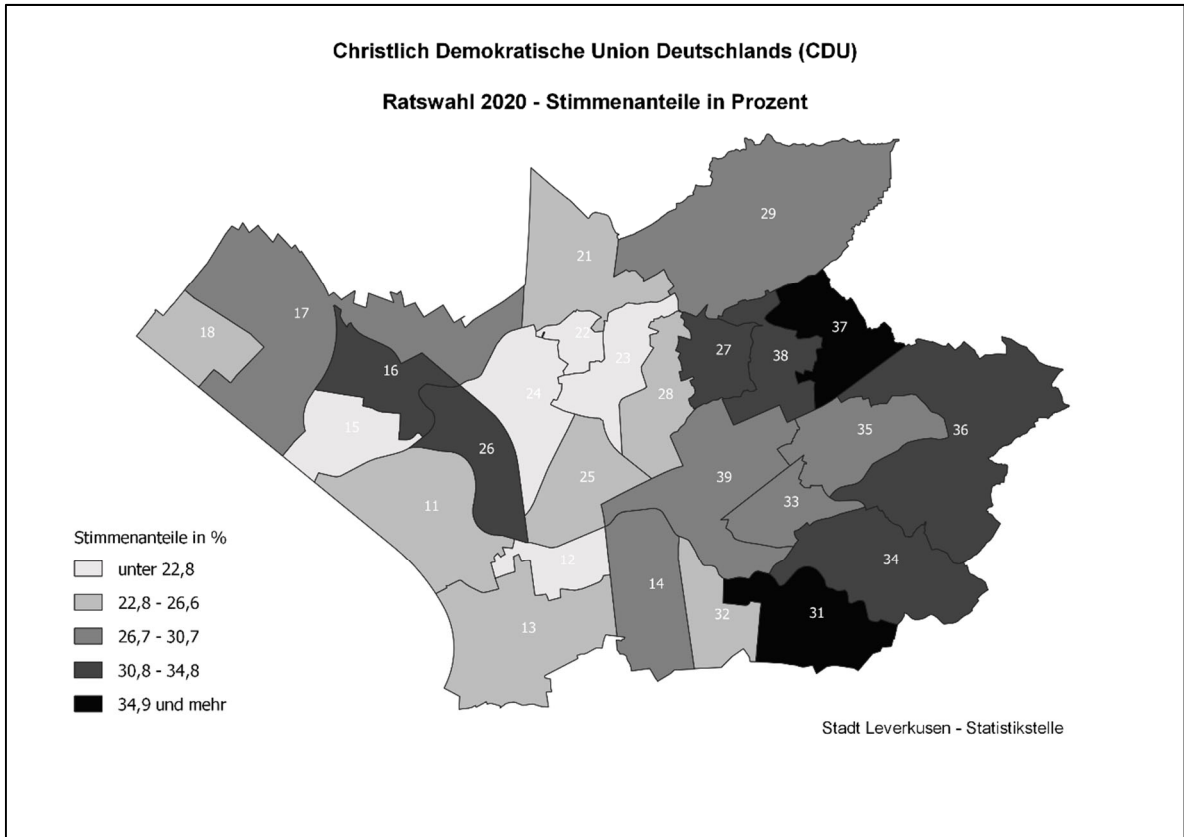 Christlich Demokratische Union Deutschlands (CDU)
Ratswahl 2020 - Stimmenanteile in Prozent
29
21
17
18
22
37
23
27
38
16
28
24
15
35
36
26
39
25
33
11
12
34
14
31
32
13
Stimmenanteile in %
unter 22,8
22,8 - 26,6
26,7 - 30,7
30,8 - 34,8
34,9 und mehr
Stadt Leverkusen - Statistikstelle